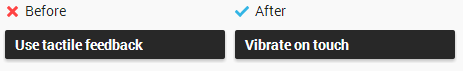 Before
After
Use tactile feedback
Vibrate on touch